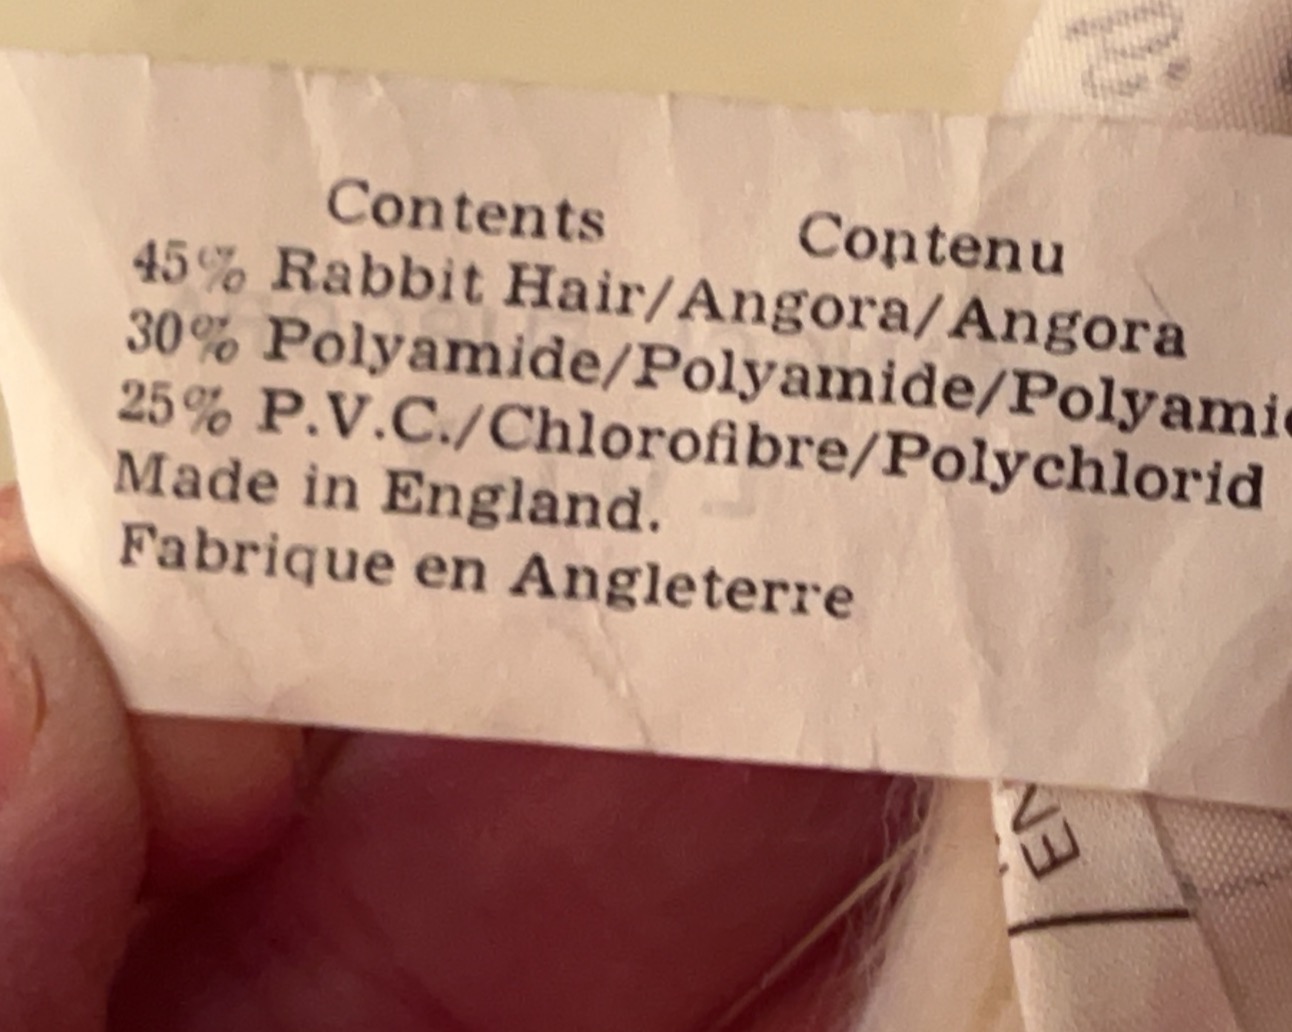 Contents Contenu
45% Rabbit Hair/Angora/Angora
30% Polyamide/Polyamide/Polyamid
25% P.V.C./Chlorofibre/Polychlorid
Made in England.
Fabrique en Angleterre